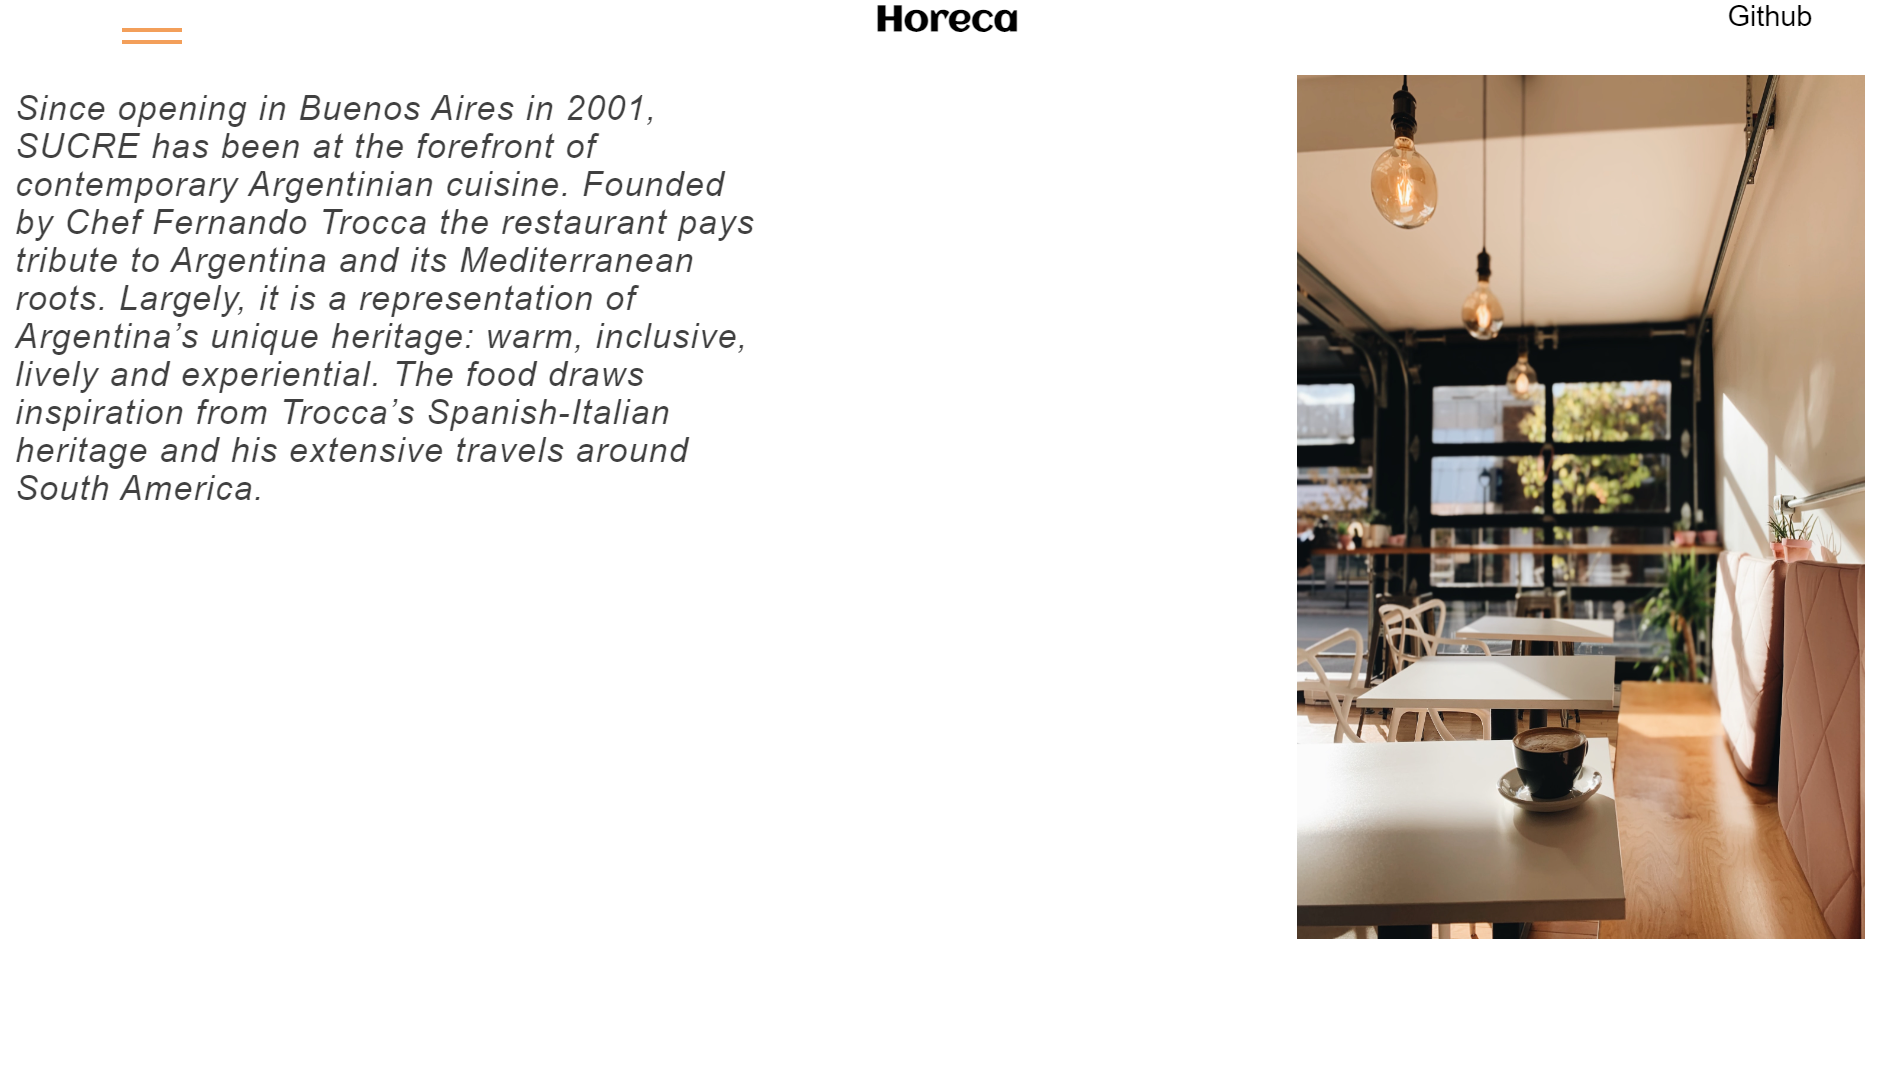 Horeca
Github
Since opening in Buenos Aires in 2001,
SUCRE has been at the forefront of
contemporary Argentinian cuisine. Founded
by Chef Fernando Trocca the restaurant pays
tribute to Argentina and its Mediterranean
roots. Largely, it is a representation of
Argentina’s unique heritage: warm, inclusive,
lively and experiential. The food draws
inspiration from Trocca’s Spanish-Italian
heritage and his extensive travels around
South America.